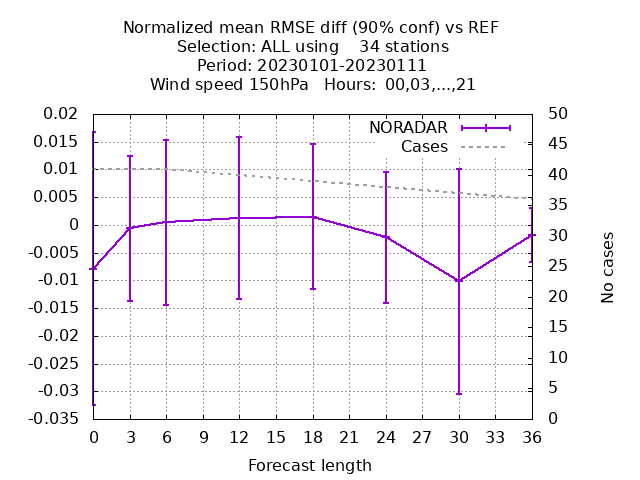 Normalized mean RMSE diff (90% conf) vs REF
Selection: ALL using    34 stations
Period: 20230101-20230111
Wind speed 150hPa   Hours: 00,03,...,21
NORADAR
Cases
0.02
0.015
0.01
0.005
0
-0.005
-0.01
-0.015
-0.02
-0.025
-0.03
-0.035
50
45
40
35
30
25
20
15
10
5
0
No cases
0 3 6 9 12 15 18 21 24 27 30 33 36
Forecast length